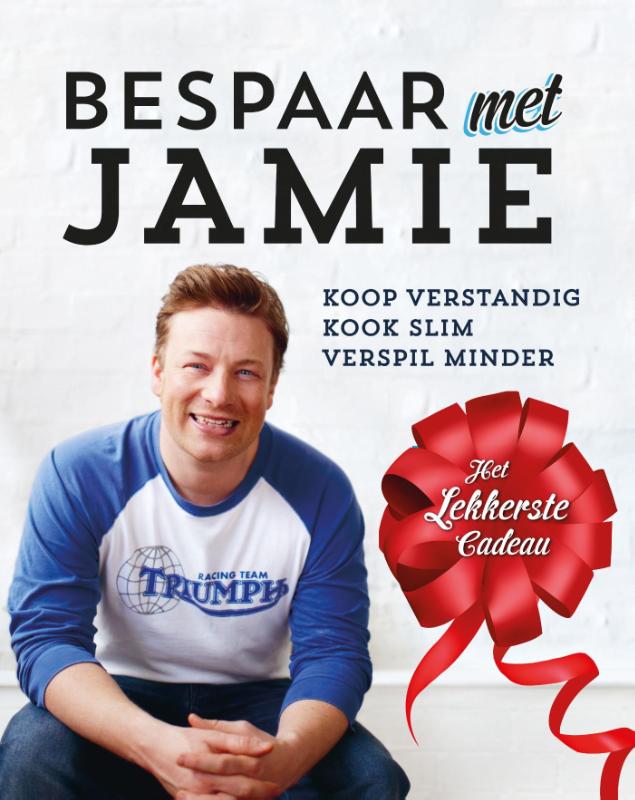 BESPAAR met
JAMIE
KOOP VERSTANDIG
KOOK SLIM
VERSPIL MINDER
Het
Lekkerste
Cadeau
RACING TEAM
TRIUMPH